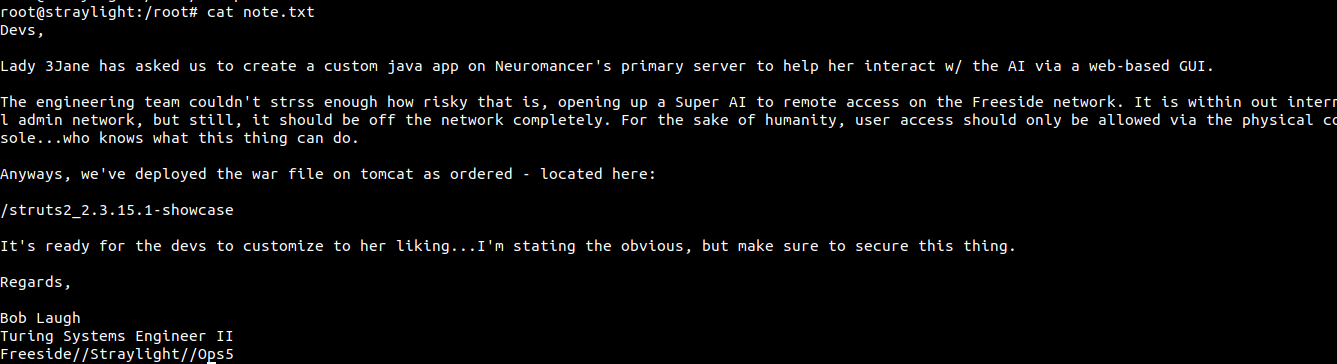 root@straylight:/root# cat note.txt
Devs,
Lady 3Jane has asked us to create a custom java app on Neuromancer's primary server to help her interact w/ the AI via a web-based GUI.
The engineering team couldn't strss enough how risky that is, opening up a Super AI to remote access on the Freeside network. It is within out intern
l admin network, but still, it should be off the network completely. For the sake of humanity, user access should only be allowed via the physical co
sole...who knows what this thing can do.
Anyways, we've deployed the war file on tomcat as ordered - located here:
/struts2_2.3.15.1-showcase
It's ready for the devs to customize to her liking...I'm stating the obvious, but make sure to secure this thing.
Regards,
Bob Laugh
Turing Systems Engineer II
Freeside//Straylight//Ops5